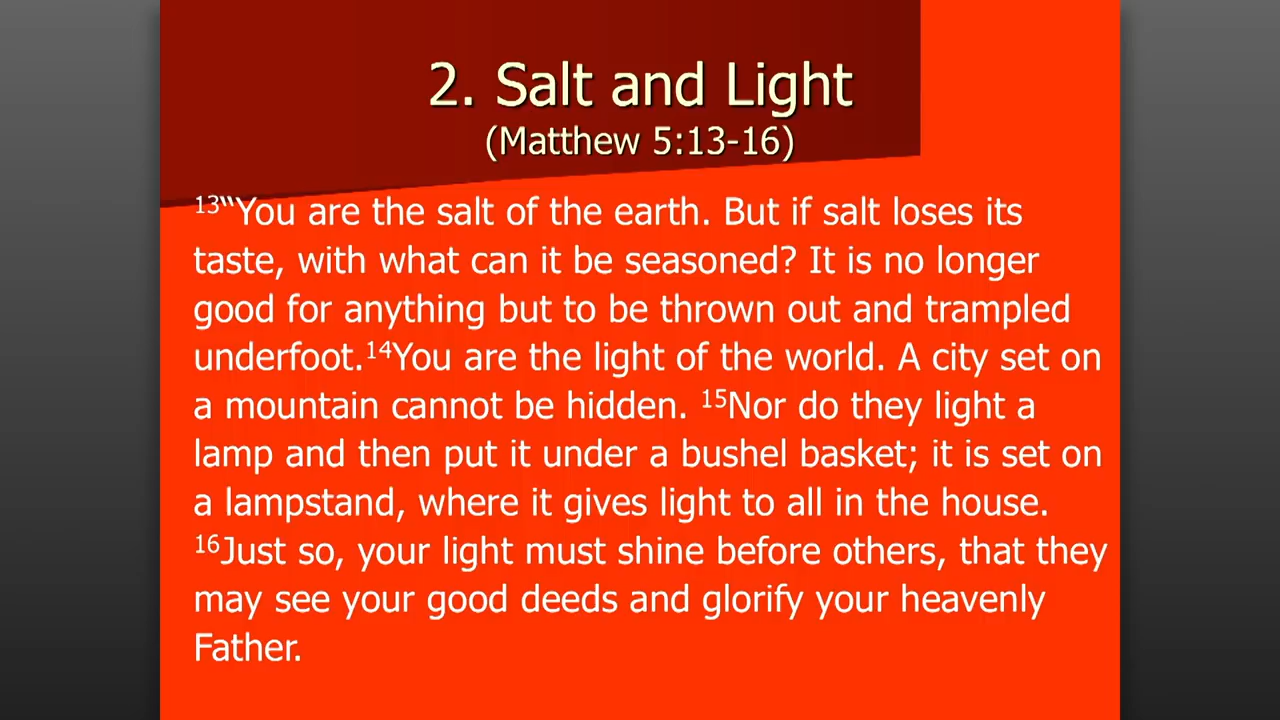 2. Salt and Light
(Matthew 5:13-16)
¹³“You are the salt of the earth. But if salt loses its
taste, with what can it be seasoned? It is no longer
good for anything but to be thrown out and trampled
underfoot.¹⁴You are the light of the world. A city set on
a mountain cannot be hidden. ¹⁵Nor do they light a
lamp and then put it under a bushel basket; it is set on
a lampstand, where it gives light to all in the house.
¹⁶Just so, your light must shine before others, that they
may see your good deeds and glorify your heavenly
Father.